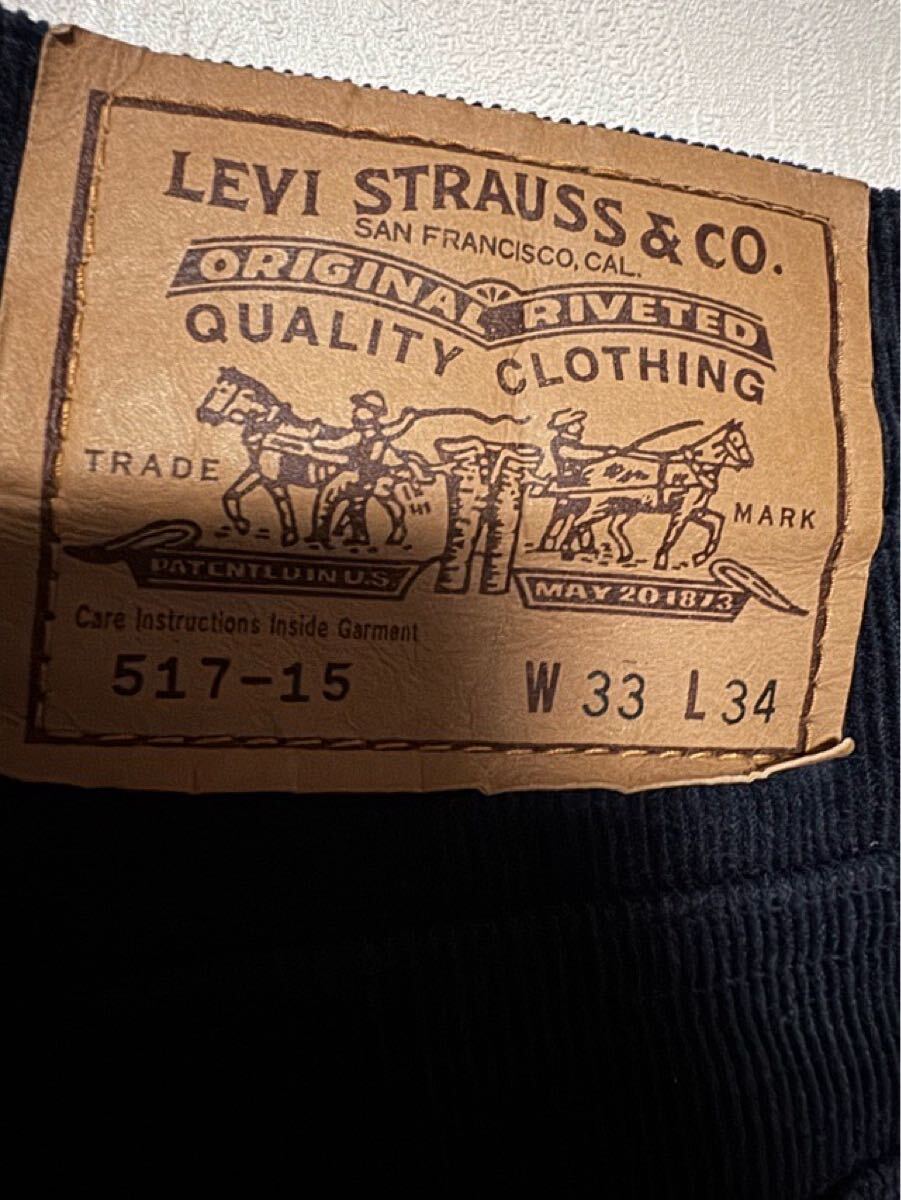 LEVI STRAUSS & CO.
SAN FRANCISCO, CAL.
ORIGINAL RIVETED
QUALITY CLOTHING
TRADE MARK
PATENTED IN U.S. MAY 20 1873
Care Instructions Inside Garment
517-15 W 33 L 34